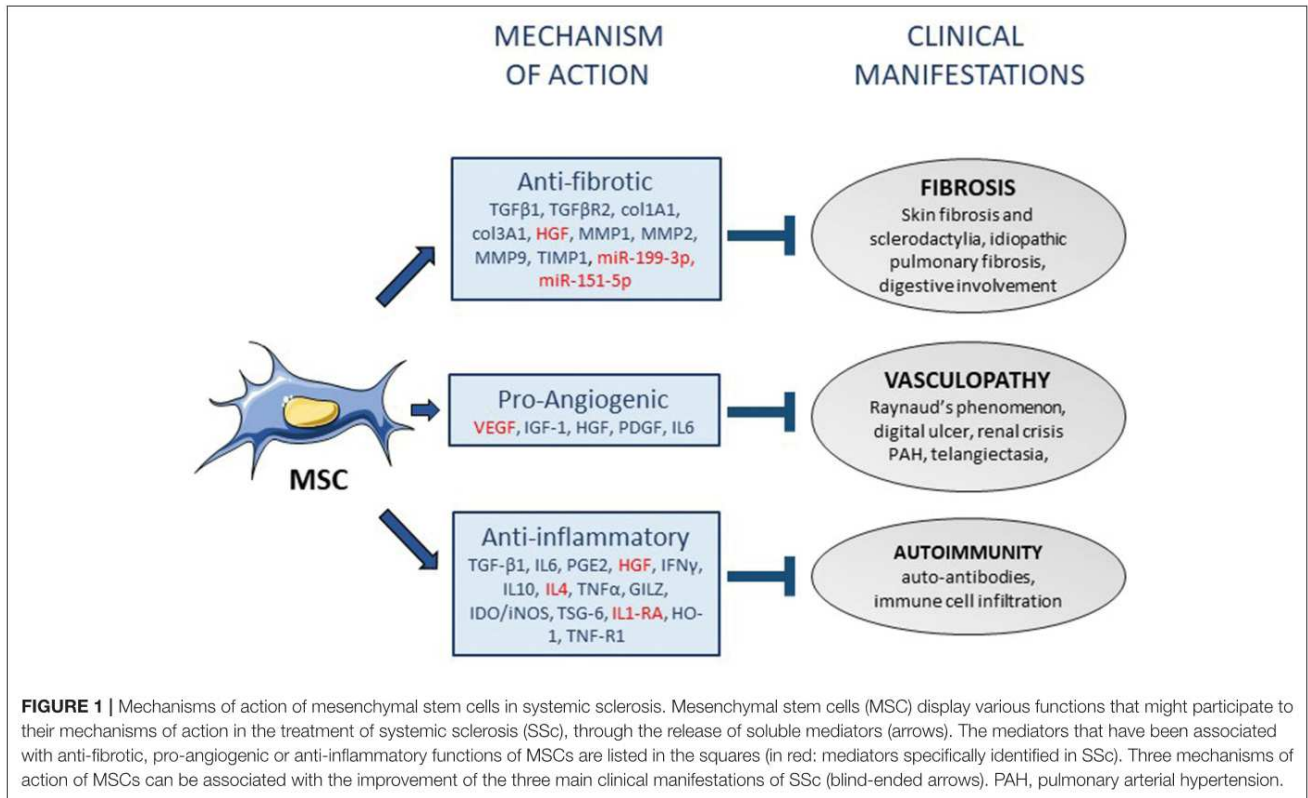 MECHANISM
OF ACTION
CLINICAL
MANIFESTATIONS
Anti-fibrotic
TGFβ1, TGFβR2, col1A1,
col3A1, HGF, MMP1, MMP2,
MMP9, TIMP1, miR-199-3p,
miR-151-5p
FIBROSIS
Skin fibrosis and
sclerodactylia, idiopathic
pulmonary fibrosis,
digestive involvement
MSC
Pro-Angiogenic
VEGF, IGF-1, HGF, PDGF, IL6
VASCULOPATHY
Raynaud's phenomenon,
digital ulcer, renal crisis
PAH, telangiectasia,
Anti-inflammatory
TGF-β1, IL6, PGE2, HGF, IFNγ,
IL10, IL4, TNFα, GILZ,
IDO/iNOS, TSG-6, IL1-RA, HO-
1, TNF-R1
AUTOIMMUNITY
auto-antibodies,
immune cell infiltration
FIGURE 1 | Mechanisms of action of mesenchymal stem cells in systemic sclerosis. Mesenchymal stem cells (MSC) display various functions that might participate to
their mechanisms of action in the treatment of systemic sclerosis (SSc), through the release of soluble mediators (arrows). The mediators that have been associated
with anti-fibrotic, pro-angiogenic or anti-inflammatory functions of MSCs are listed in the squares (in red: mediators specifically identified in SSc). Three mechanisms of
action of MSCs can be associated with the improvement of the three main clinical manifestations of SSc (blind-ended arrows). PAH, pulmonary arterial hypertension.